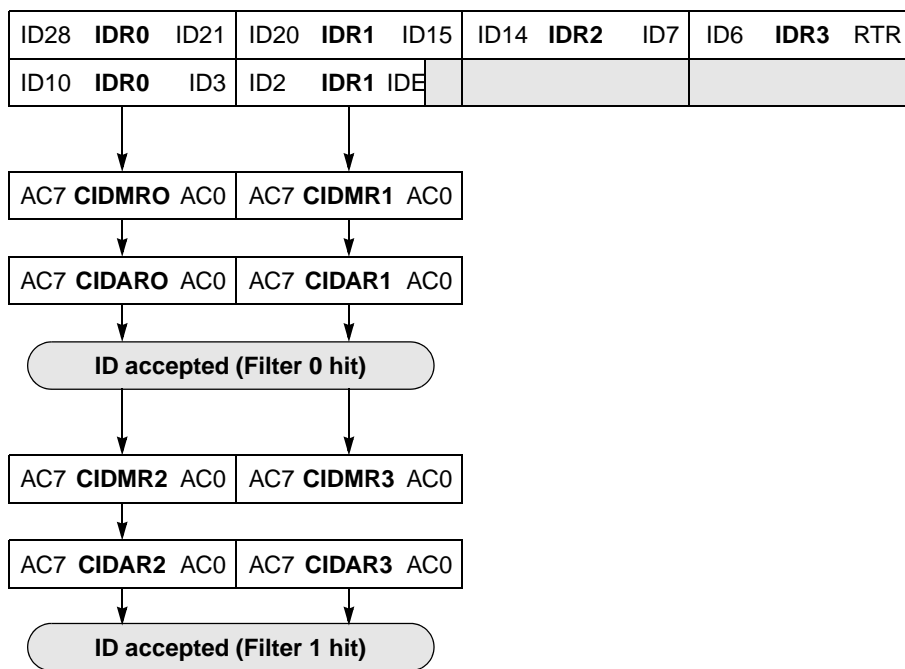 ID28 IDR0 ID21 ID20 IDR1 ID15 ID14 IDR2 ID7 ID6 IDR3 RTR
ID10 IDR0 ID3 ID2 IDR1 IDE
AC7 CIDMRO AC0 AC7 CIDMR1 AC0
AC7 CIDARO AC0 AC7 CIDAR1 AC0
ID accepted (Filter 0 hit)
AC7 CIDMR2 AC0 AC7 CIDMR3 AC0
AC7 CIDAR2 AC0 AC7 CIDAR3 AC0
ID accepted (Filter 1 hit)